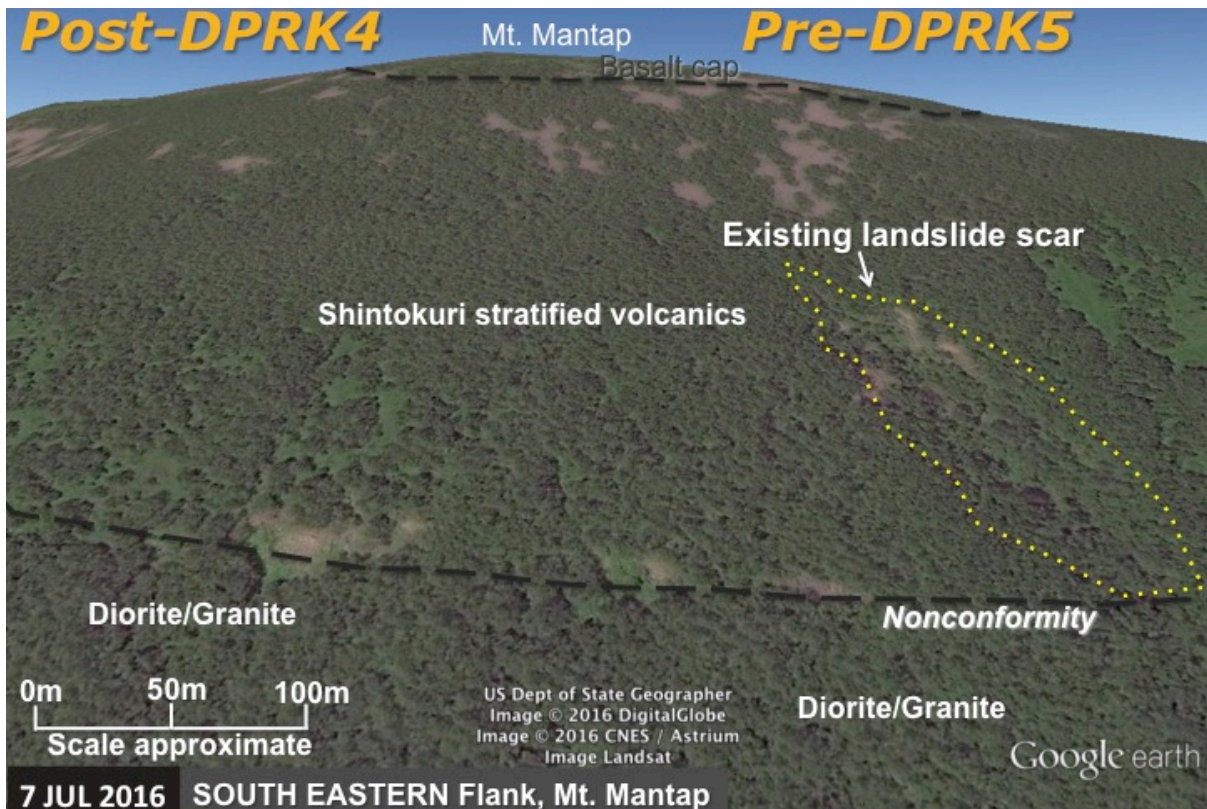 Post-DPRK4
Mt. Mantap
Pre-DPRK5
Basalt cap
Existing landslide scar
Shintokuri stratified volcanics
Diorite/Granite
Nonconformity
0m 50m 100m
Scale approximate
US Dept of State Geographer
Image © 2016 DigitalGlobe
Image © 2016 CNES / Astrium
Image Landsat
Diorite/Granite
Google earth
7 JUL 2016 SOUTH EASTERN Flank, Mt. Mantap